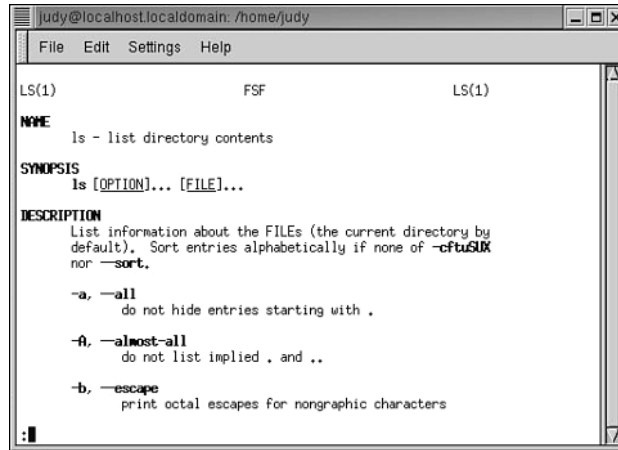 judy@localhost.localdomain: /home/judy
File Edit Settings Help
LS(1) FSF LS(1)
NAME
ls - list directory contents
SYNOPSIS
ls [OPTION]... [FILE]...
DESCRIPTION
List information about the FILEs (the current directory by
default). Sort entries alphabetically if none of -cftuSUX
nor --sort.
-a, --all
do not hide entries starting with .
-A, --almost-all
do not list implied . and ..
-b, --escape
print octal escapes for nongraphic characters
: